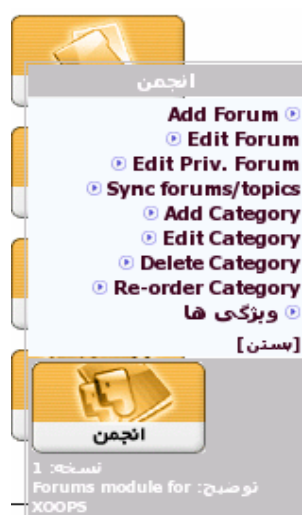 انجمن
Add Forum
Edit Forum
Edit Priv. Forum
Sync forums/topics
Add Category
Edit Category
Delete Category
Re-order Category
ویژگی ها
[بستن]
انجمن
نسخه: 1
توضیح: Forums module for
XOOPS